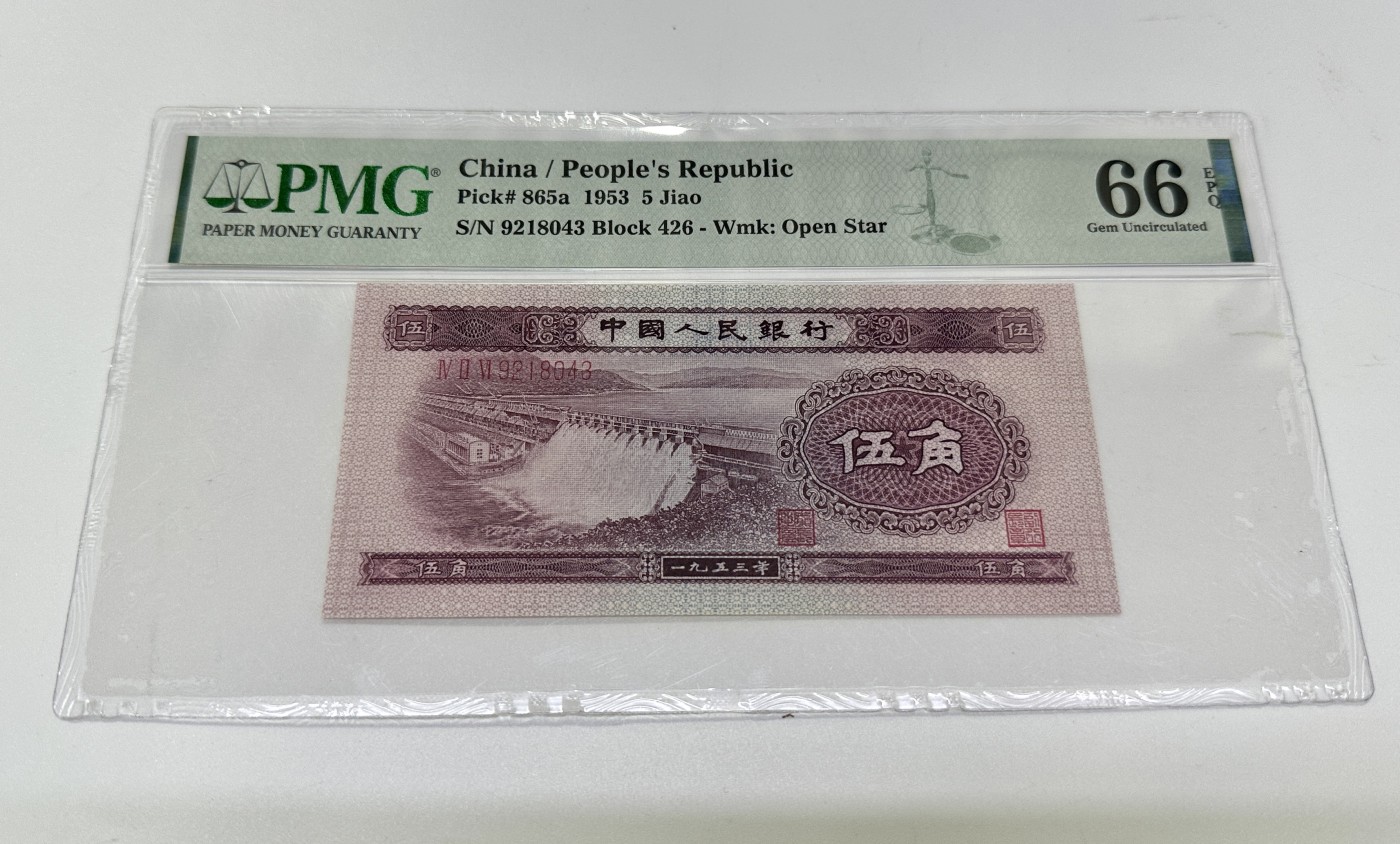 PMG®
PAPER MONEY GUARANTY
China / People's Republic
Pick# 865a 1953 5 Jiao
S/N 9218043 Block 426 - Wmk: Open Star
66 EPQ
Gem Uncirculated
伍 中國人民銀行 伍
IV II VI 9218043
伍角
伍角 一九五三年 伍角